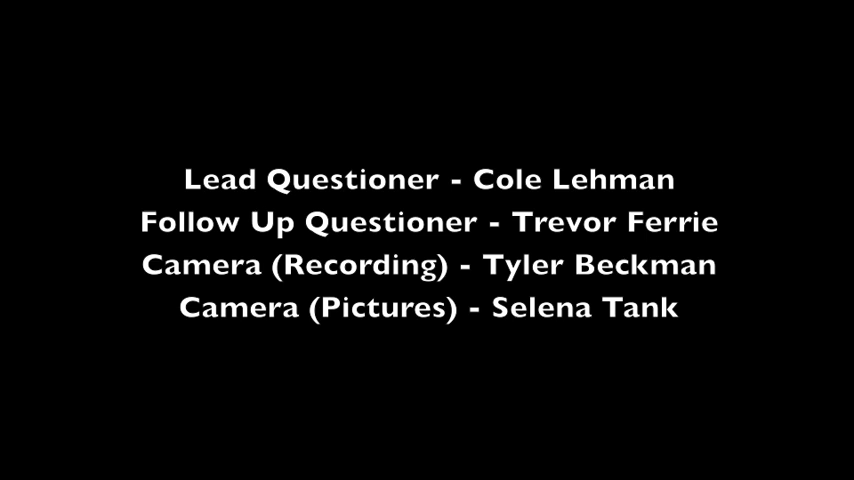 Lead Questioner - Cole Lehman
Follow Up Questioner - Trevor Ferrie
Camera (Recording) - Tyler Beckman
Camera (Pictures) - Selena Tank